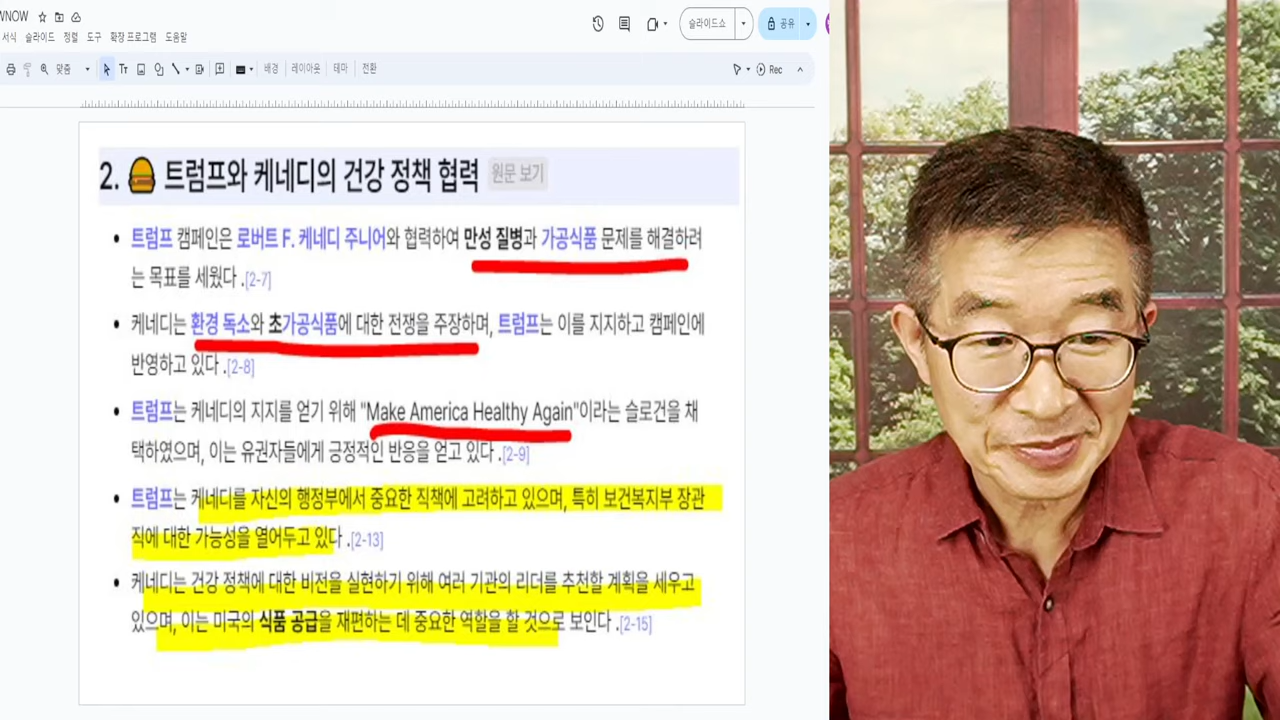 WNOW
서식 슬라이드 정렬 도구 확장 프로그램 도움말
슬라이드쇼
공유
맞춤
배경 레이아웃 테마 전환
Rec
2. 🍔 트럼프와 케네디의 건강 정책 협력 원문 보기
• 트럼프 캠페인은 로버트 F. 케네디 주니어와 협력하여 만성 질병과 가공식품 문제를 해결하려
는 목표를 세웠다 .[2-7]
• 케네디는 환경 독소와 초가공식품에 대한 전쟁을 주장하며, 트럼프는 이를 지지하고 캠페인에
반영하고 있다 .[2-8]
• 트럼프는 케네디의 지지를 얻기 위해 "Make America Healthy Again"이라는 슬로건을 채
택하였으며, 이는 유권자들에게 긍정적인 반응을 얻고 있다 .[2-9]
• 트럼프는 케네디를 자신의 행정부에서 중요한 직책에 고려하고 있으며, 특히 보건복지부 장관
직에 대한 가능성을 열어두고 있다 .[2-13]
• 케네디는 건강 정책에 대한 비전을 실현하기 위해 여러 기관의 리더를 추천할 계획을 세우고
있으며, 이는 미국의 식품 공급을 재편하는 데 중요한 역할을 할 것으로 보인다 .[2-15]